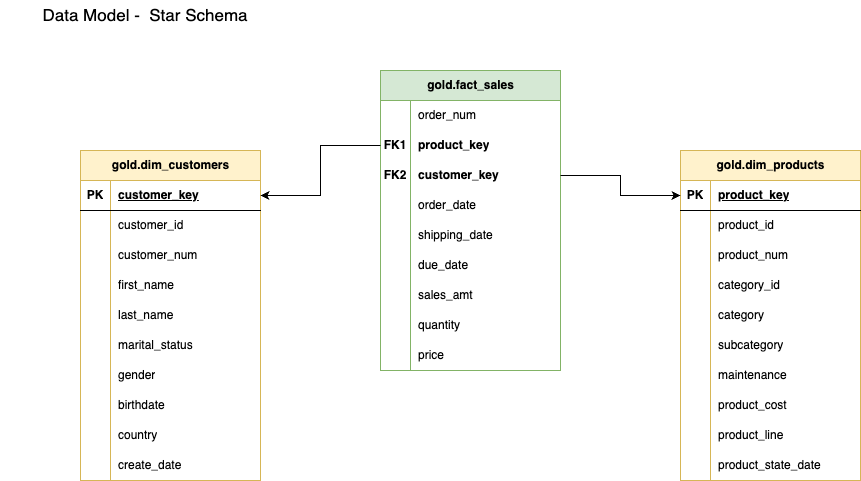 Data Model -  Star Schema
gold.fact_sales
order_num
FK1 product_key
FK2 customer_key
order_date
shipping_date
due_date
sales_amt
quantity
price
gold.dim_customers
PK customer_key
customer_id
customer_num
first_name
last_name
marital_status
gender
birthdate
country
create_date
gold.dim_products
PK product_key
product_id
product_num
category_id
category
subcategory
maintenance
product_cost
product_line
product_state_date